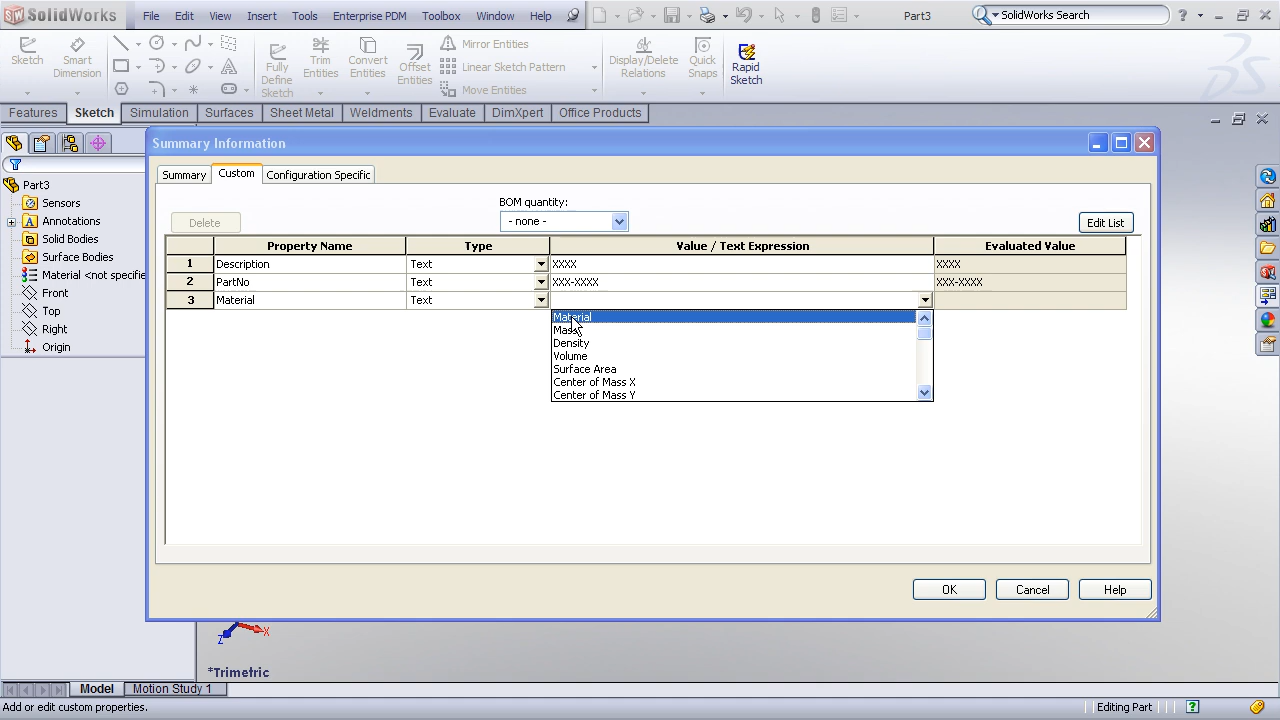 SolidWorks File Edit View Insert Tools Enterprise PDM Toolbox Window Help Part3 SolidWorks Search ?
Sketch Smart Dimension Fully Define Sketch Trim Entities Convert Entities Offset Entities Mirror Entities Linear Sketch Pattern Move Entities Display/Delete Relations Quick Snaps Rapid Sketch
Features Sketch Simulation Surfaces Sheet Metal Weldments Evaluate DimXpert Office Products
Summary Information
Summary Custom Configuration Specific
Part3
Sensors
Annotations
Solid Bodies
Surface Bodies
Material <not specifie
Front
Top
Right
Origin
BOM quantity:
Delete - none - Edit List
Property Name Type Value / Text Expression Evaluated Value
1 Description Text XXXX XXXX
2 PartNo Text XXX-XXXX XXX-XXXX
3 Material Text
Material
Mass
Density
Volume
Surface Area
Center of Mass X
Center of Mass Y
OK Cancel Help
Z X
*Trimetric
Model Motion Study 1
Add or edit custom properties. Editing Part ?